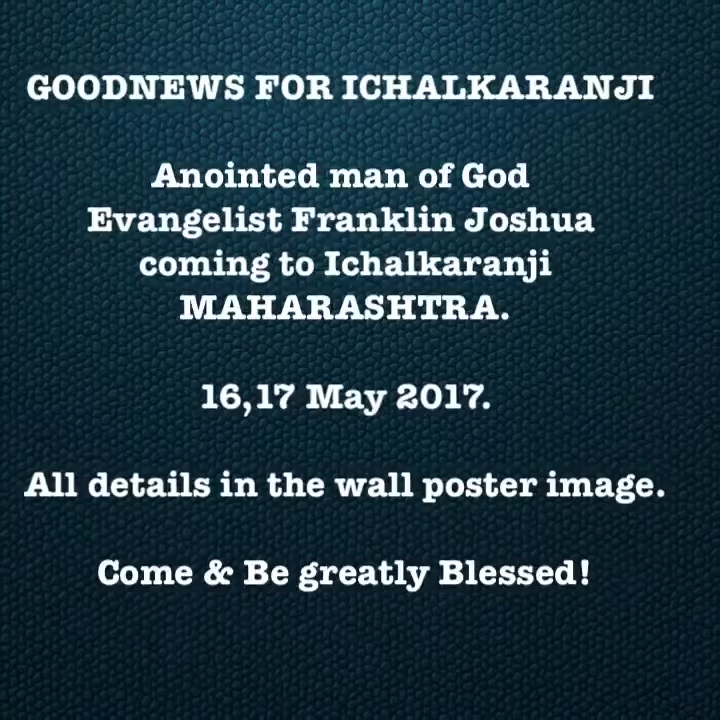 GOODNEWS FOR ICHALKARANJI
Anointed man of God
Evangelist Franklin Joshua
coming to Ichalkaranji
MAHARASHTRA.
16,17 May 2017.
All details in the wall poster image.
Come & Be greatly Blessed!